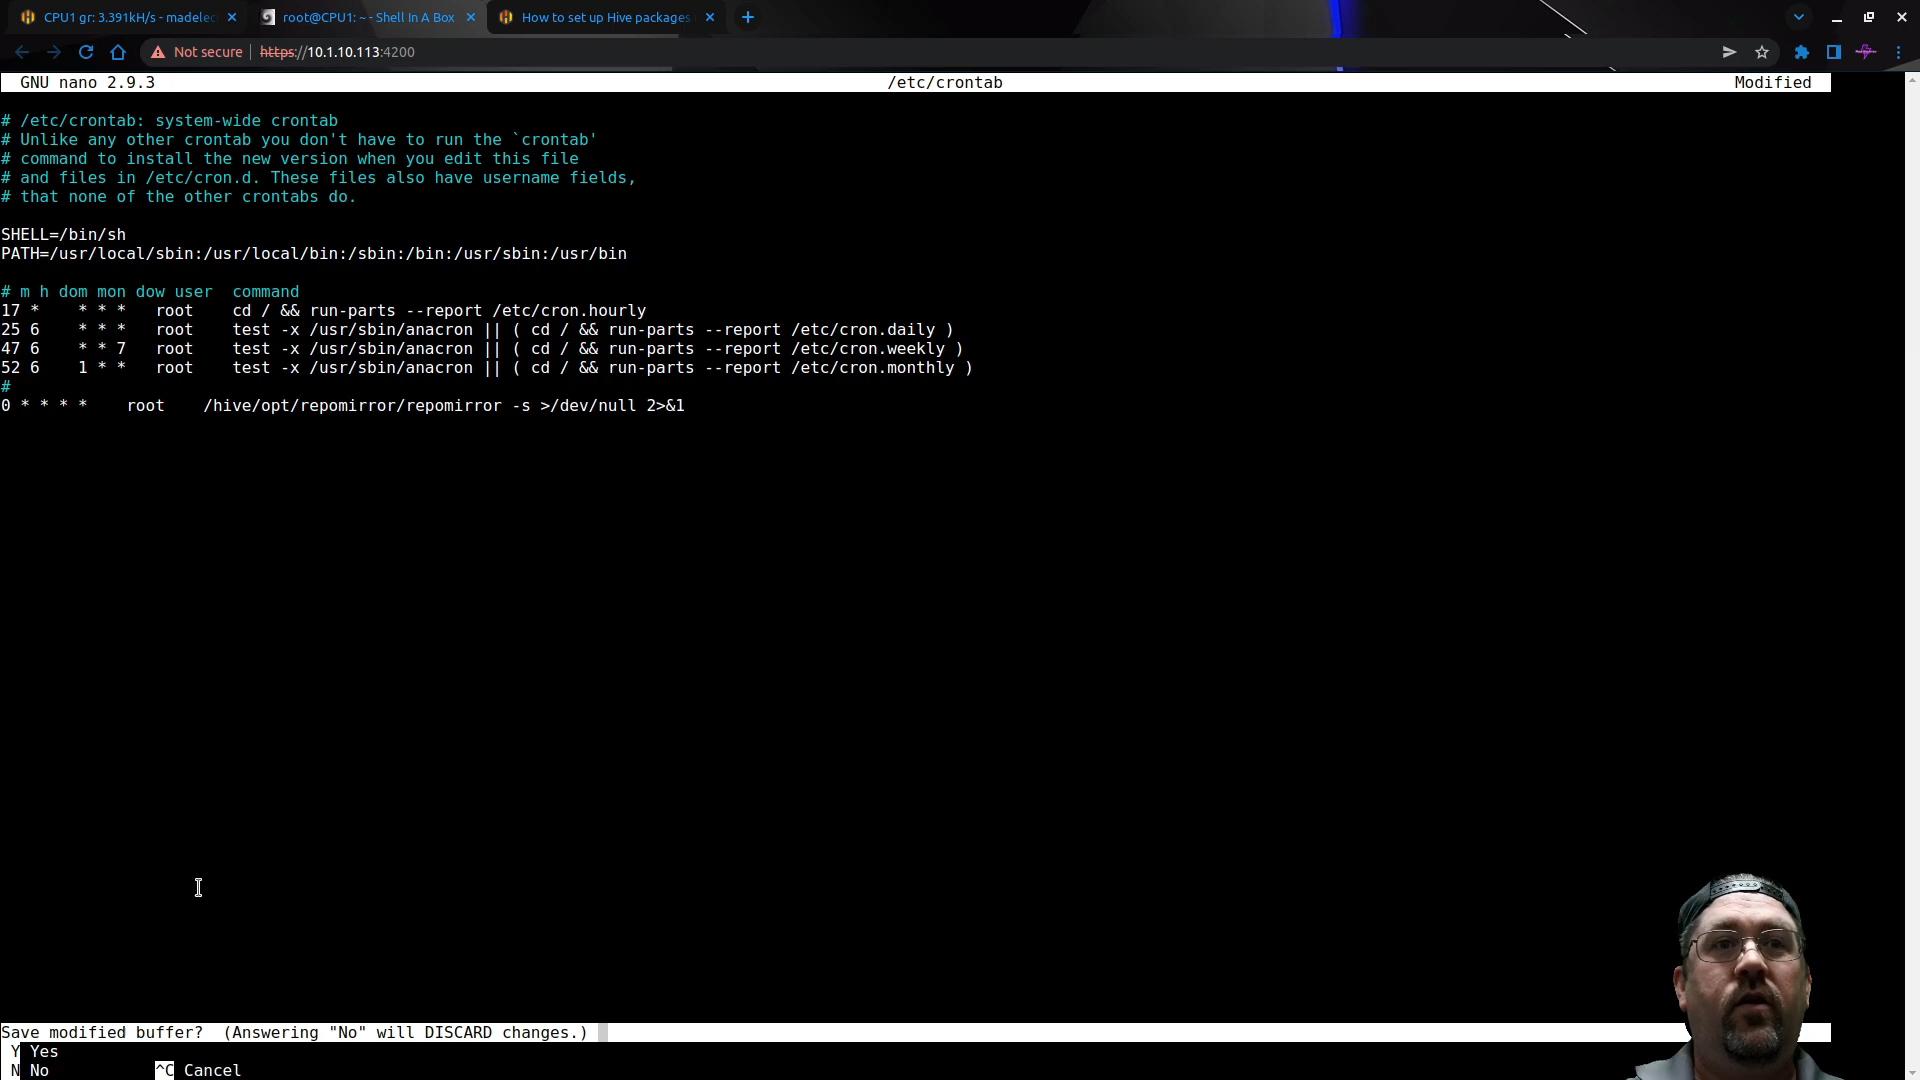 CPU1 gr: 3.391kH/s - madelec
root@CPU1: ~ - Shell In A Box
How to set up Hive packages
Not secure | https://10.1.10.113:4200
GNU nano 2.9.3 /etc/crontab Modified
# /etc/crontab: system-wide crontab
# Unlike any other crontab you don't have to run the `crontab'
# command to install the new version when you edit this file
# and files in /etc/cron.d. These files also have username fields,
# that none of the other crontabs do.
SHELL=/bin/sh
PATH=/usr/local/sbin:/usr/local/bin:/sbin:/bin:/usr/sbin:/usr/bin
# m h dom mon dow user  command
17 *    * * *   root    cd / && run-parts --report /etc/cron.hourly
25 6    * * *   root    test -x /usr/sbin/anacron || ( cd / && run-parts --report /etc/cron.daily )
47 6    * * 7   root    test -x /usr/sbin/anacron || ( cd / && run-parts --report /etc/cron.weekly )
52 6    1 * *   root    test -x /usr/sbin/anacron || ( cd / && run-parts --report /etc/cron.monthly )
#
0 * * * *    root    /hive/opt/repomirror/repomirror -s >/dev/null 2>&1
Save modified buffer?  (Answering "No" will DISCARD changes.)
Y Yes
N No ^C Cancel